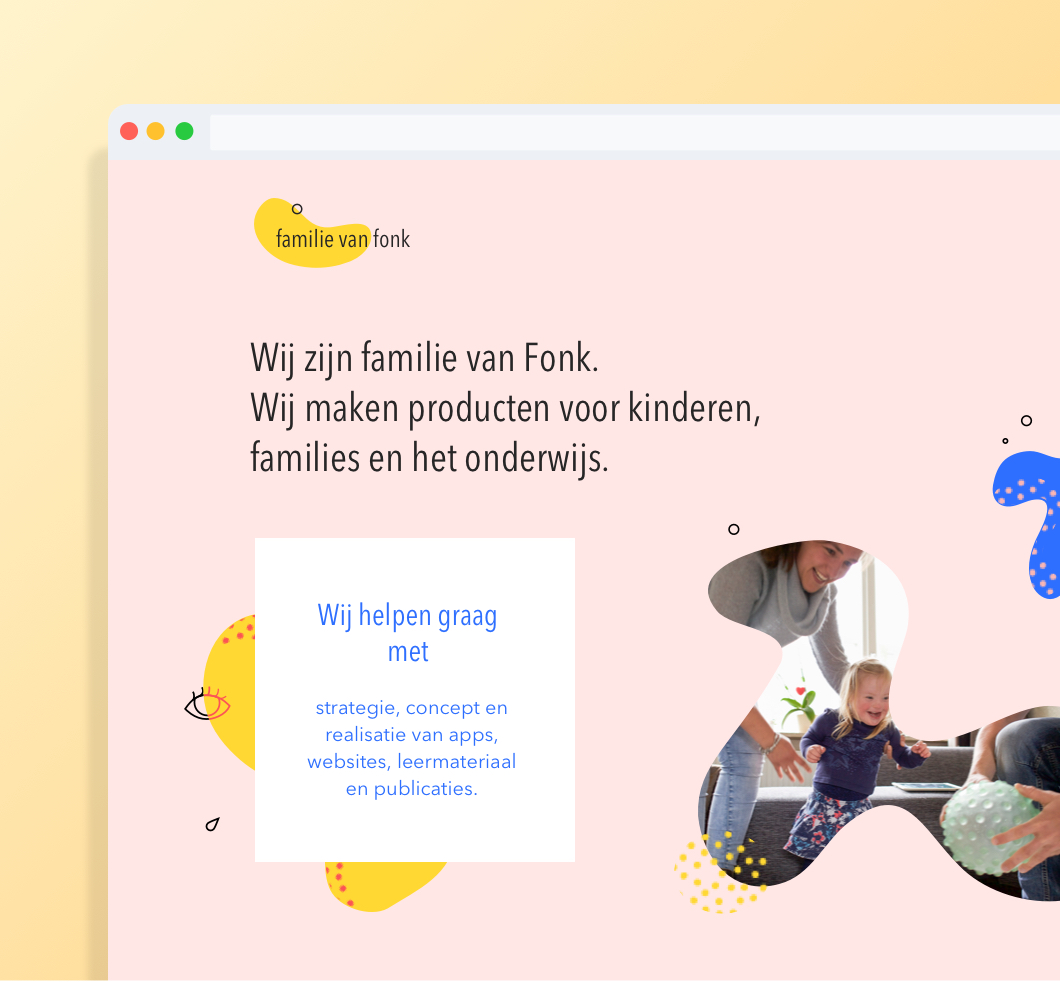 familie van fonk
Wij zijn familie van Fonk.
Wij maken producten voor kinderen,
families en het onderwijs.
Wij helpen graag
met
strategie, concept en
realisatie van apps,
websites, leermateriaal
en publicaties.